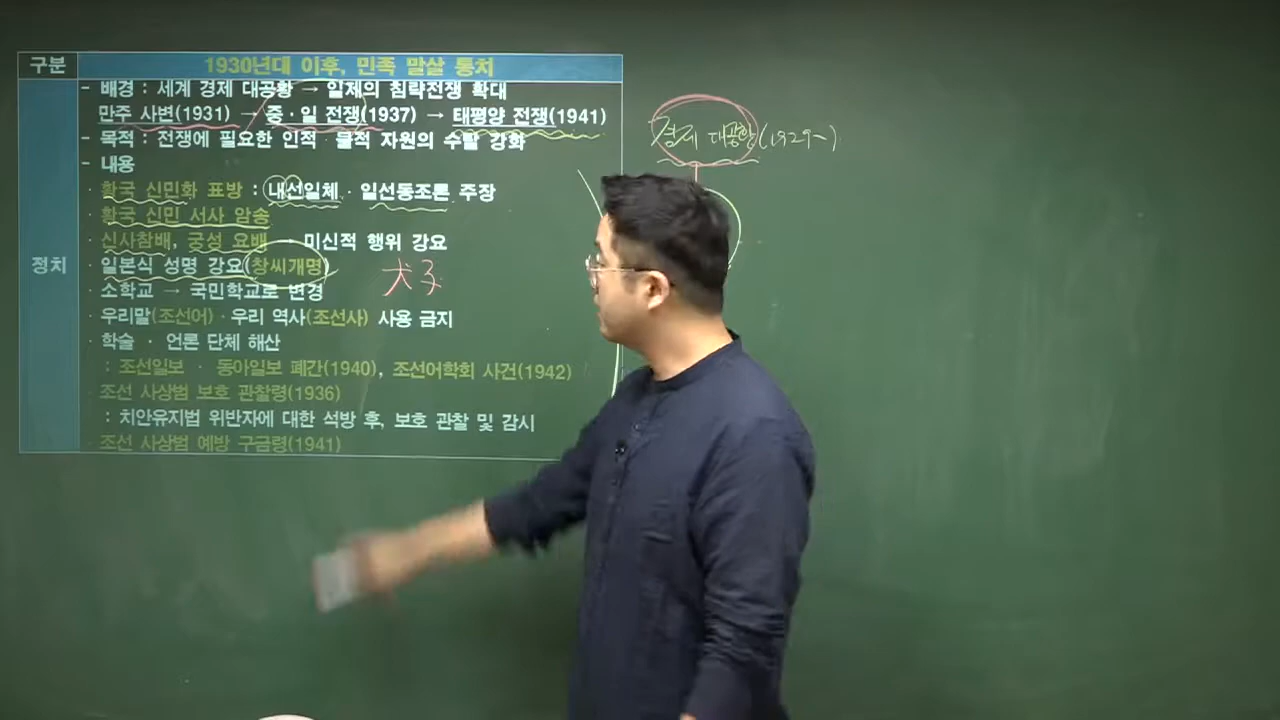 구분
1930년대 이후, 민족 말살 통치
정치
- 배경 : 세계 경제 대공황 → 일제의 침략전쟁 확대
만주 사변(1931) → 중·일 전쟁(1937) → 태평양 전쟁(1941)
- 목적 : 전쟁에 필요한 인적·물적 자원의 수탈 강화
- 내용
· 황국 신민화 표방 : 내선일체 · 일선동조론 주장
· 황국 신민 서사 암송
· 신사참배, 궁성 요배 → 미신적 행위 강요
· 일본식 성명 강요(창씨개명)
· 소학교 → 국민학교로 변경
· 우리말(조선어) · 우리 역사(조선사) 사용 금지
· 학술 · 언론 단체 해산
: 조선일보 · 동아일보 폐간(1940), 조선어학회 사건(1942)
· 조선 사상범 보호 관찰령(1936)
: 치안유지법 위반자에 대한 석방 후, 보호 관찰 및 감시
· 조선 사상범 예방 구금령(1941)
犬子
경제 대공황(1929~)